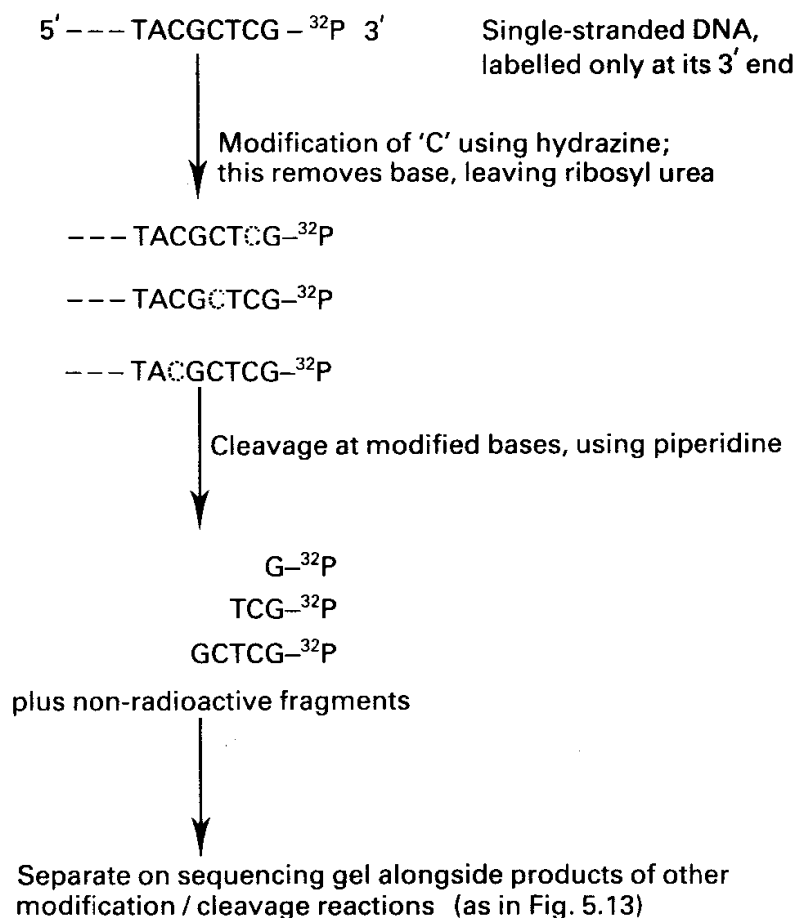 5′ – – – TACGCTCG – ³²P 3′
Single-stranded DNA,
labelled only at its 3′ end
Modification of 'C' using hydrazine;
this removes base, leaving ribosyl urea
– – – TACGCTCG–³²P
– – – TACGCTCG–³²P
– – – TACGCTCG–³²P
Cleavage at modified bases, using piperidine
G–³²P
TCG–³²P
GCTCG–³²P
plus non-radioactive fragments
Separate on sequencing gel alongside products of other
modification / cleavage reactions (as in Fig. 5.13)